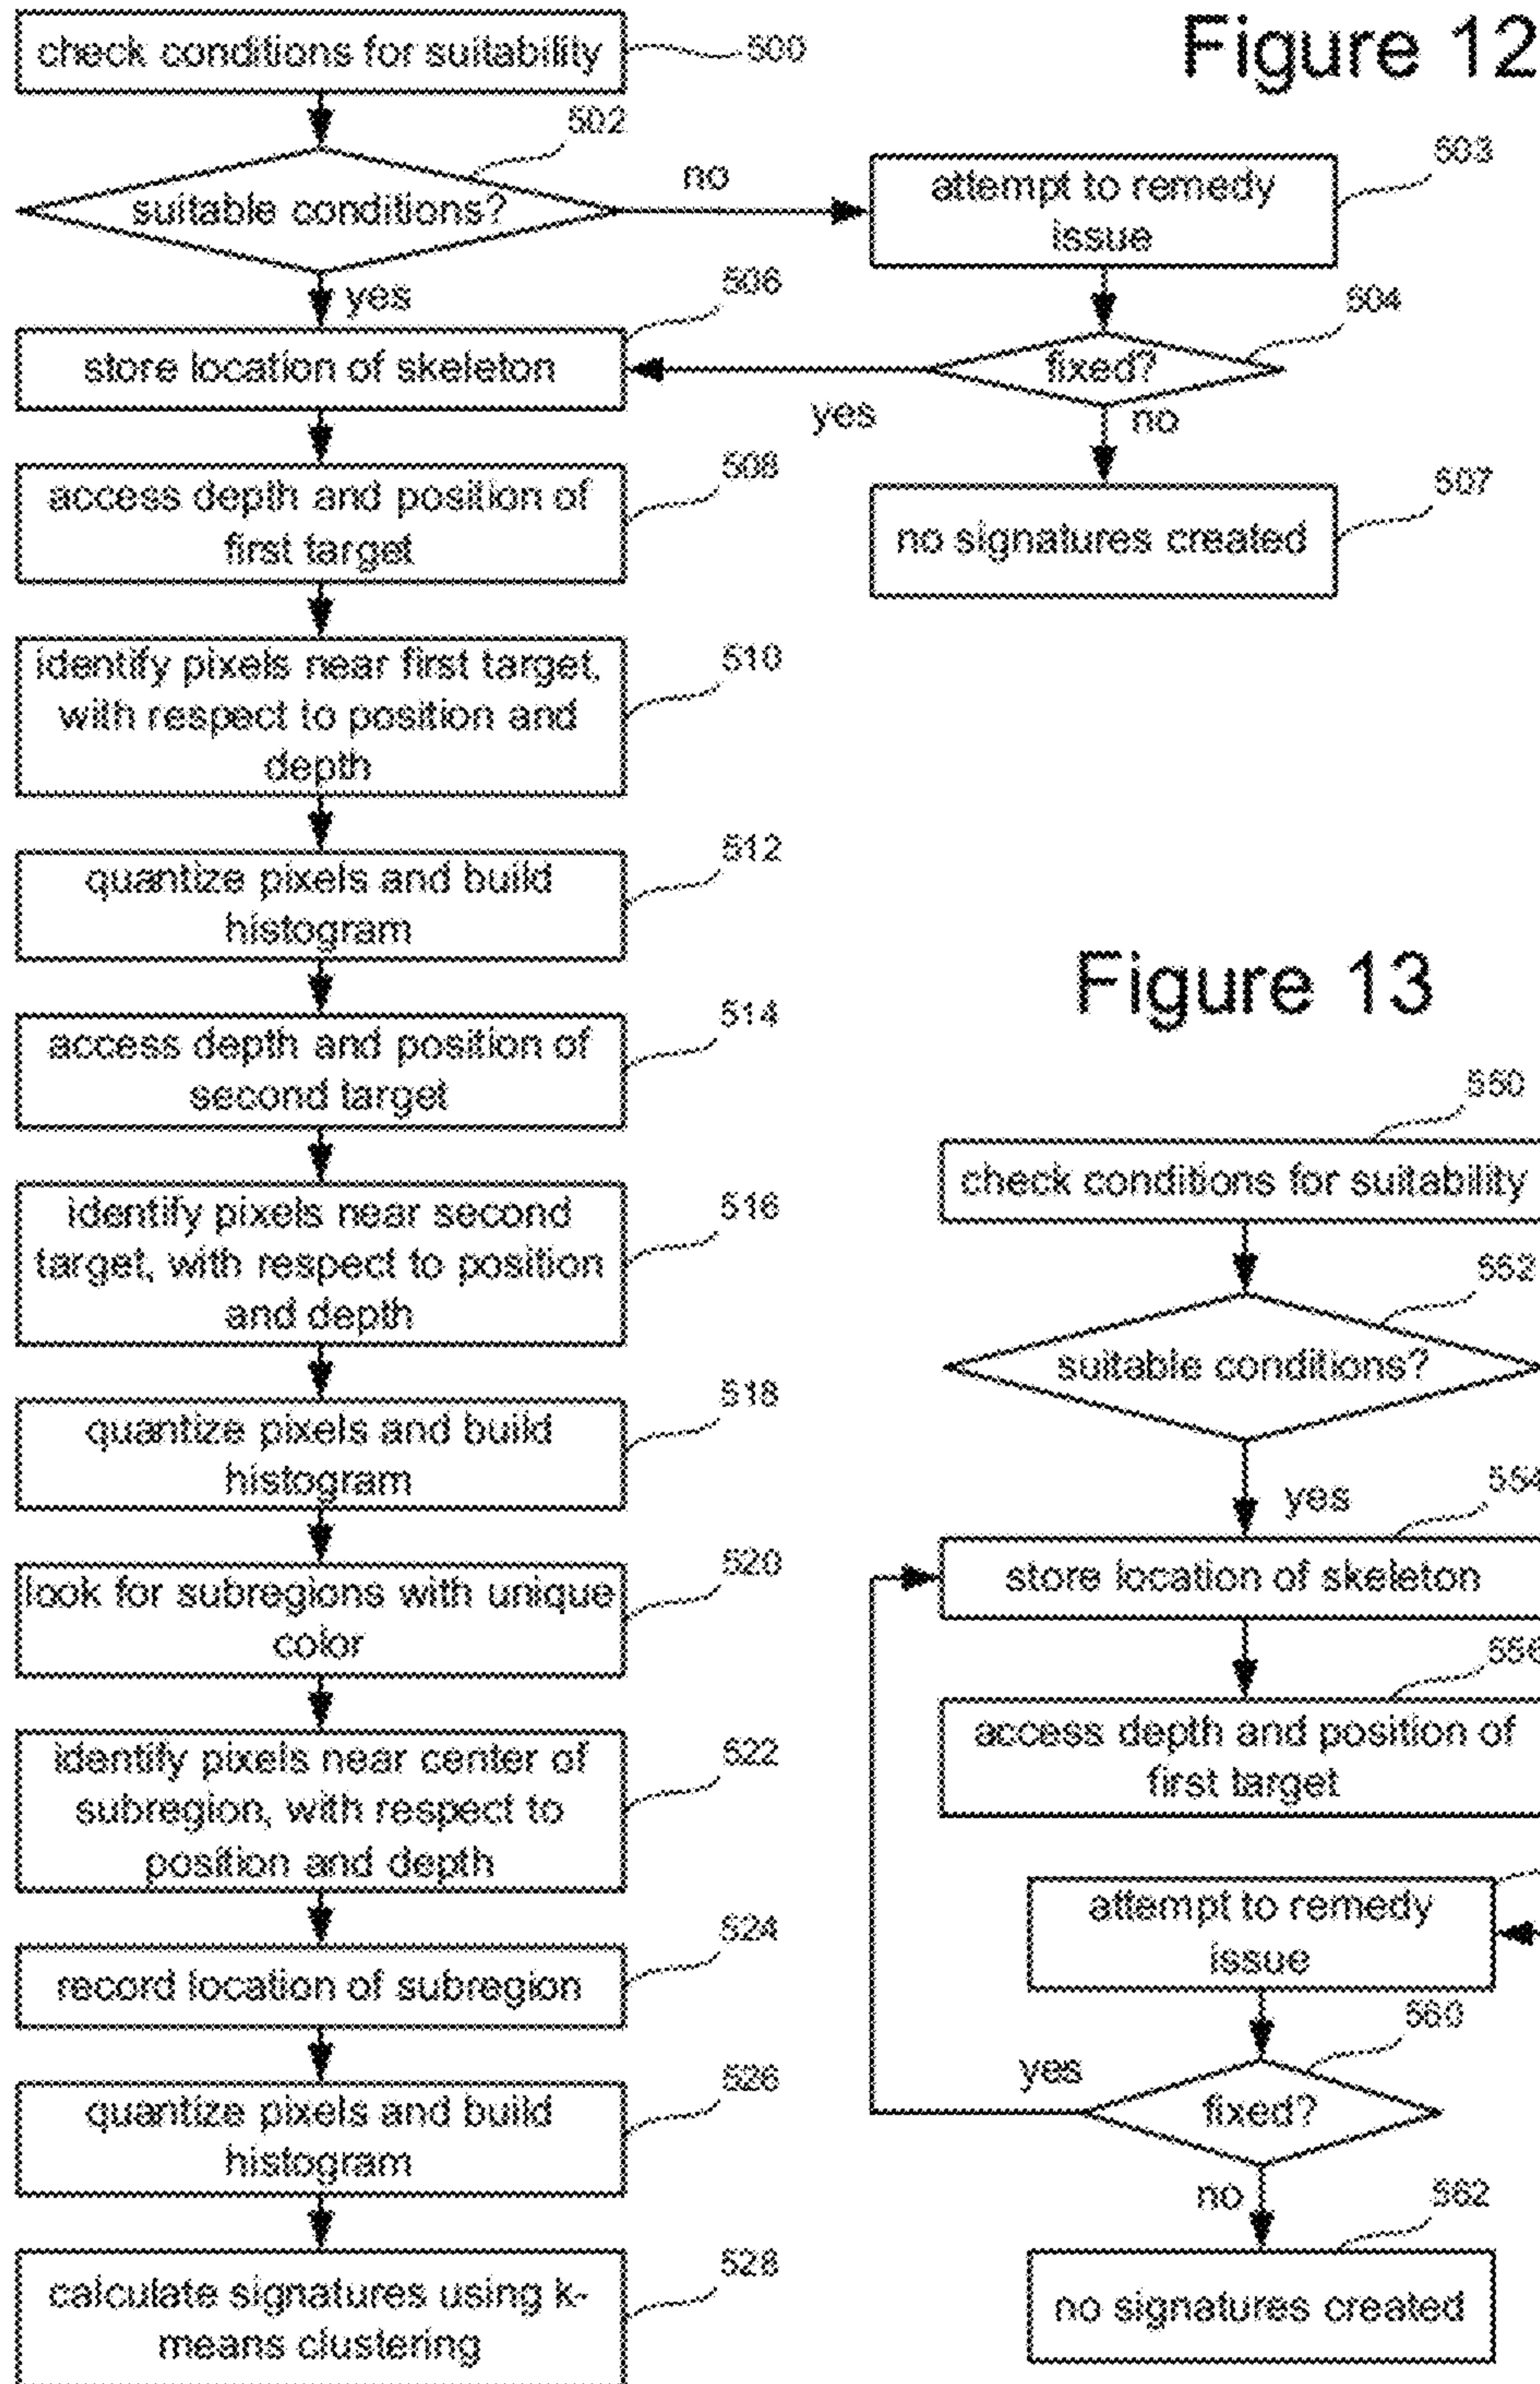 Figure 12
check conditions for suitability
500
502
suitable conditions?
no
yes
503
attempt to remedy
issue
504
fixed?
yes
no
507
no signatures created
506
store location of skeleton
508
access depth and position of
first target
510
identify pixels near first target,
with respect to position and
depth
512
quantize pixels and build
histogram
514
access depth and position of
second target
516
identify pixels near second
target, with respect to position
and depth
518
quantize pixels and build
histogram
520
look for subregions with unique
color
522
identify pixels near center of
subregion, with respect to
position and depth
524
record location of subregion
526
quantize pixels and build
histogram
528
calculate signatures using k-
means clustering
Figure 13
550
check conditions for suitability
552
suitable conditions?
yes
554
store location of skeleton
556
access depth and position of
first target
attempt to remedy
issue
560
fixed?
yes
no
562
no signatures created